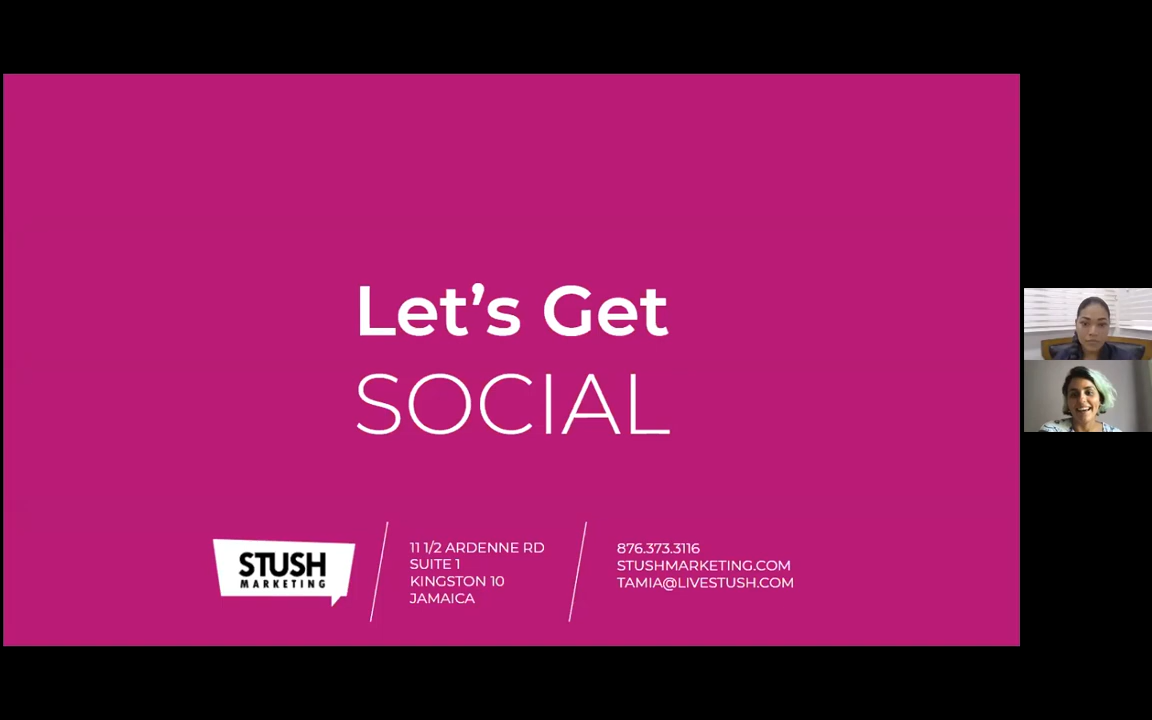 Let's Get
SOCIAL
STUSH
MARKETING
11 1/2 ARDENNE RD
SUITE 1
KINGSTON 10
JAMAICA
876.373.3116
STUSHMARKETING.COM
TAMIA@LIVESTUSH.COM